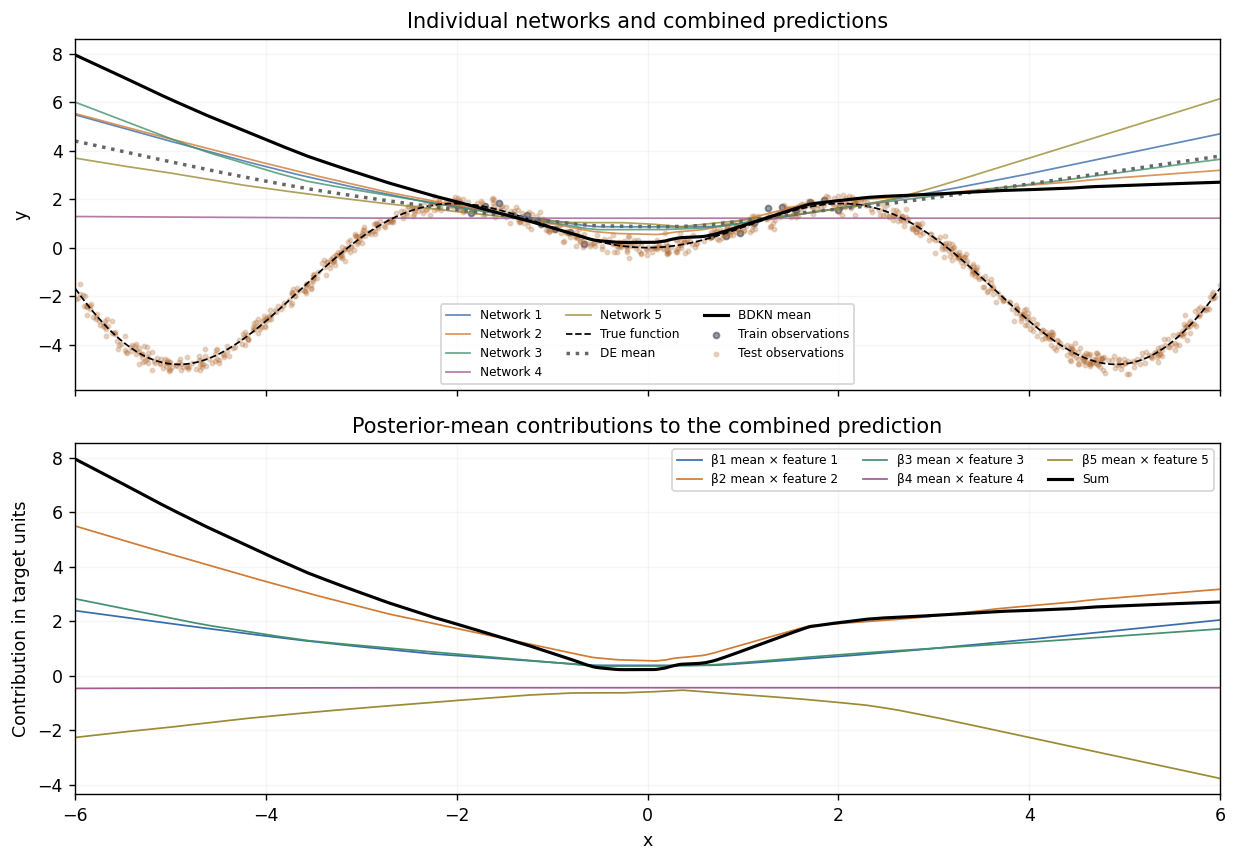 Individual networks and combined predictions
8
6
4
2
0
−2
−4
y
Network 1
Network 2
Network 3
Network 4
Network 5
True function
DE mean
BDKN mean
Train observations
Test observations
Posterior-mean contributions to the combined prediction
8
6
4
2
0
−2
−4
Contribution in target units
β1 mean × feature 1
β2 mean × feature 2
β3 mean × feature 3
β4 mean × feature 4
β5 mean × feature 5
Sum
−6 −4 −2 0 2 4 6
x